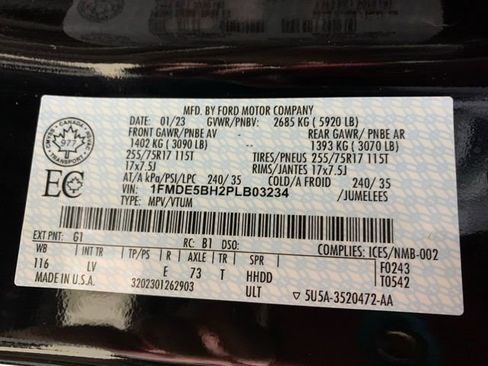 MFD. BY FORD MOTOR COMPANY
DATE: 01/23 GVWR/PNBV: 2685 KG ( 5920 LB)
FRONT GAWR/PNBE AV REAR GAWR/ PNBE AR
1402 KG ( 3090 LB) 1393 KG ( 3070 LB)
255/75R17 115T TIRES/PNEUS 255/75R17 115T
17x7.5J RIMS/JANTES 17x7.5J
AT/A kPa/PSI/LPC 240/ 35 COLD/A FROID 240/ 35
VIN: 1FMDE5BH2PLB03234 /JUMELEES
TYPE: MPV/VTUM
CANADA
TRANSPORT
977
EC
EXT PNT: G1 RC: B1 DSO: COMPLIES: ICES/NMB-002
WB INT TR TP/PS R AXLE TR SPR F0243
116 LV E 73 T HHDD T0542
MADE IN U.S.A. 3202301262903 ULT 5U5A-3520472-AA